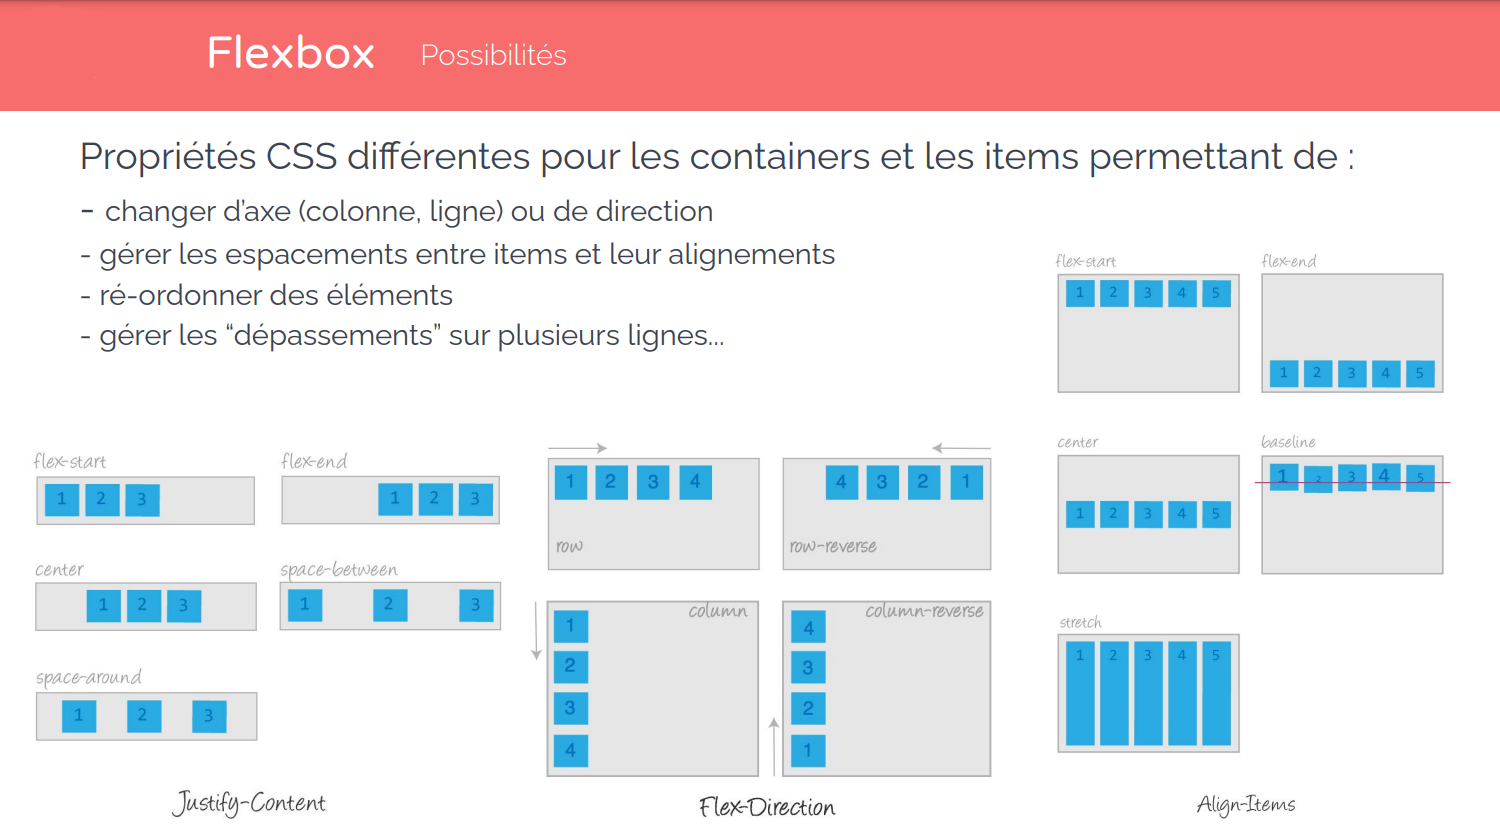 Flexbox Possibilités
Propriétés CSS différentes pour les containers et les items permettant de :
- changer d’axe (colonne, ligne) ou de direction
- gérer les espacements entre items et leur alignements
- ré-ordonner des éléments
- gérer les “dépassements” sur plusieurs lignes...
flex-start
1 2 3
flex-end
1 2 3
center
1 2 3
space-between
1 2 3
space-around
1 2 3
Justify-Content
1 2 3 4
row
4 3 2 1
row-reverse
column
1
2
3
4
column-reverse
4
3
2
1
Flex-Direction
flex-start
1 2 3 4 5
flex-end
1 2 3 4 5
center
1 2 3 4 5
baseline
1 2 3 4 5
stretch
1 2 3 4 5
Align-Items